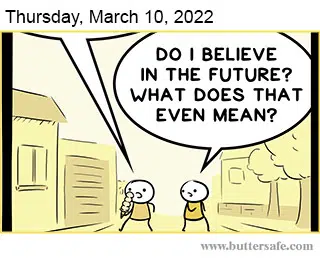 Thursday, March 10, 2022
DO I BELIEVE
IN THE FUTURE?
WHAT DOES THAT
EVEN MEAN?
www.buttersafe.com